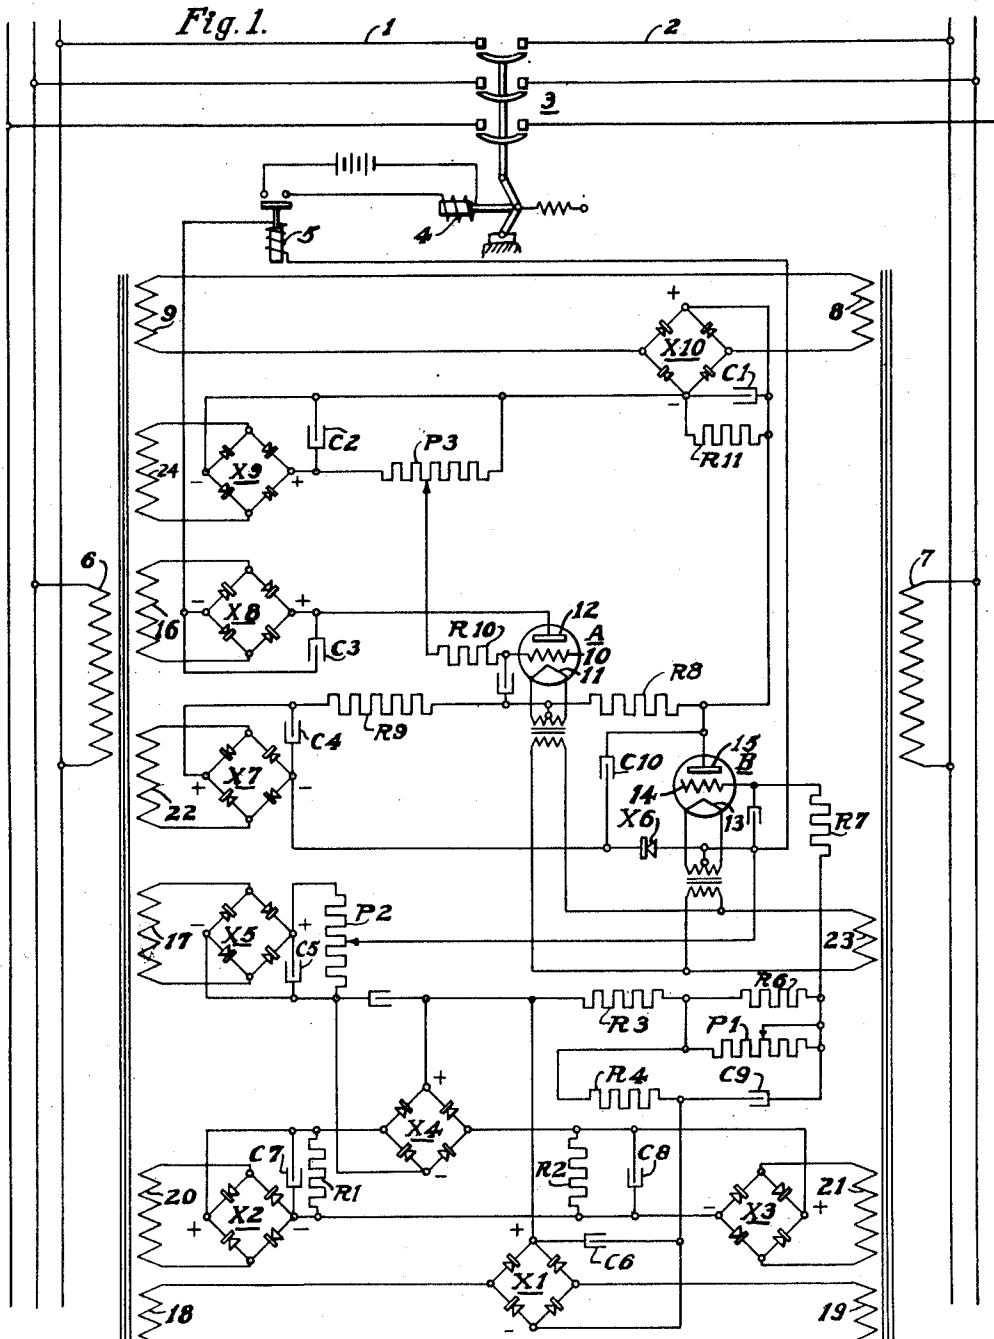 Fig. 1.
1 2
3
4
5
9 8
+
X10
C1
-
R11
C2 P3
24 X9
- +
6 7
16 X8
- +
C3
12
A
R10 10
11
R8
R9
C4
C10 15
B
22 X7
+ -
14
13
X6
R7
17 X5
- +
P2
C5
23
R6
R3
P1
R4 C9
+
X4
-
C7 R1 R2 C8
20 X2
+ -
21 X3
- +
+
C6
X1
18 19
-